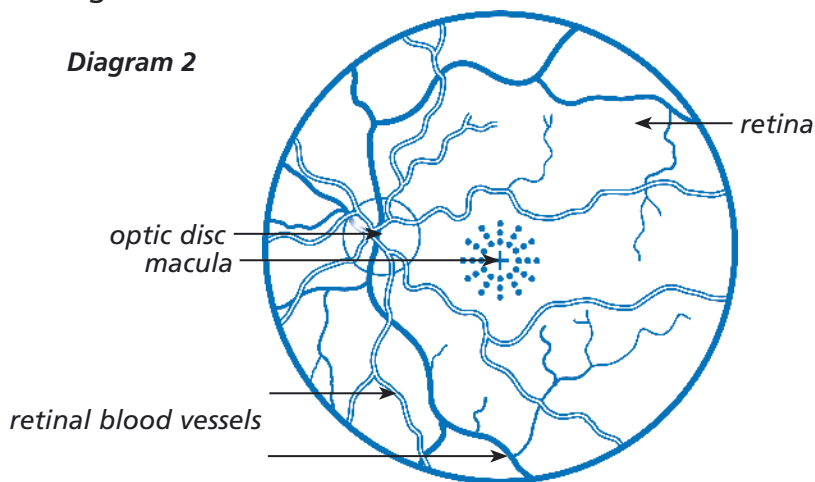 Diagram 2
retina
optic disc
macula
retinal blood vessels